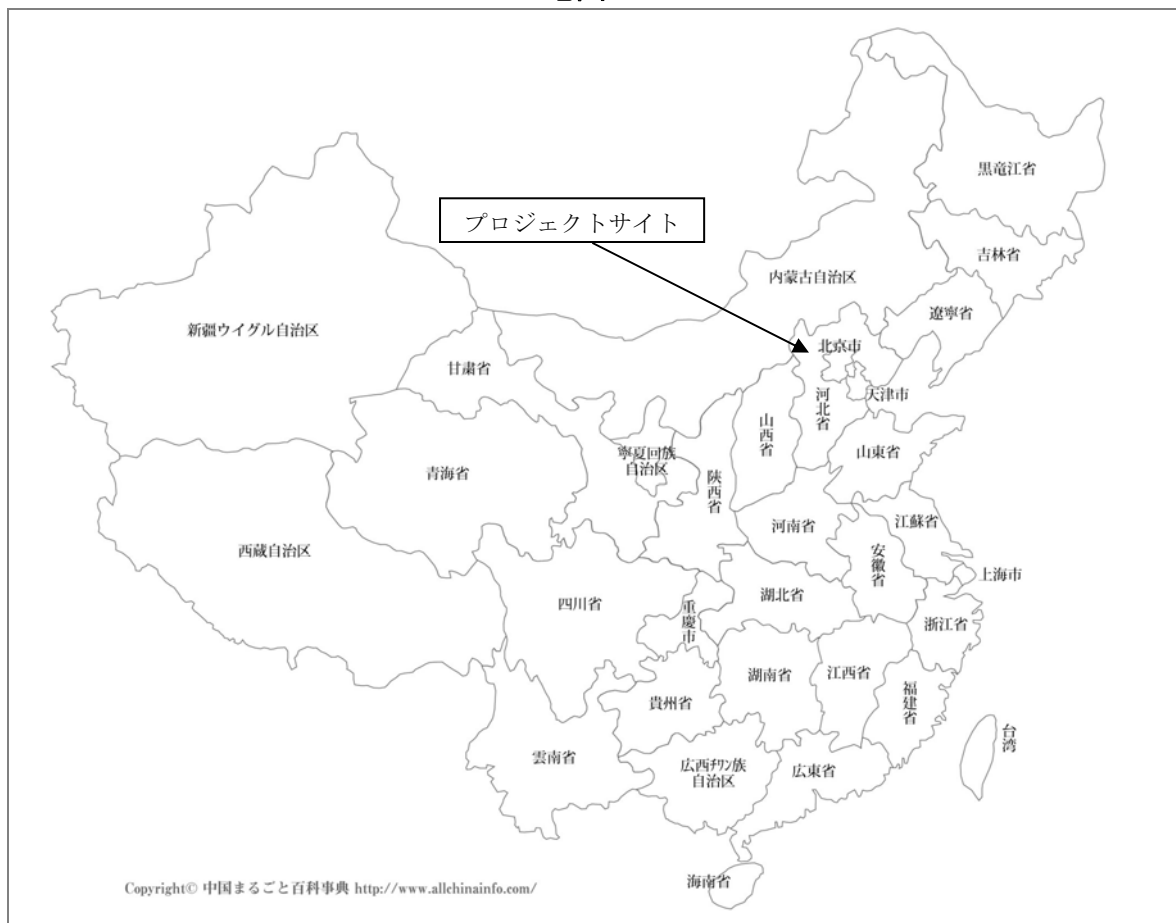 黒竜江省
プロジェクトサイト
吉林省
内蒙古自治区
遼寧省
新疆ウイグル自治区
北京市
甘粛省
天津市
河北省
山西省
山東省
寧夏回族
自治区
青海省
陝西省
河南省
江蘇省
西蔵自治区
安徽省
上海市
湖北省
四川省
重慶市
浙江省
湖南省
江西省
貴州省
福建省
台湾
雲南省
広西チワン族
自治区
広東省
海南省
Copyright© 中国まるごと百科事典 http://www.allchinainfo.com/